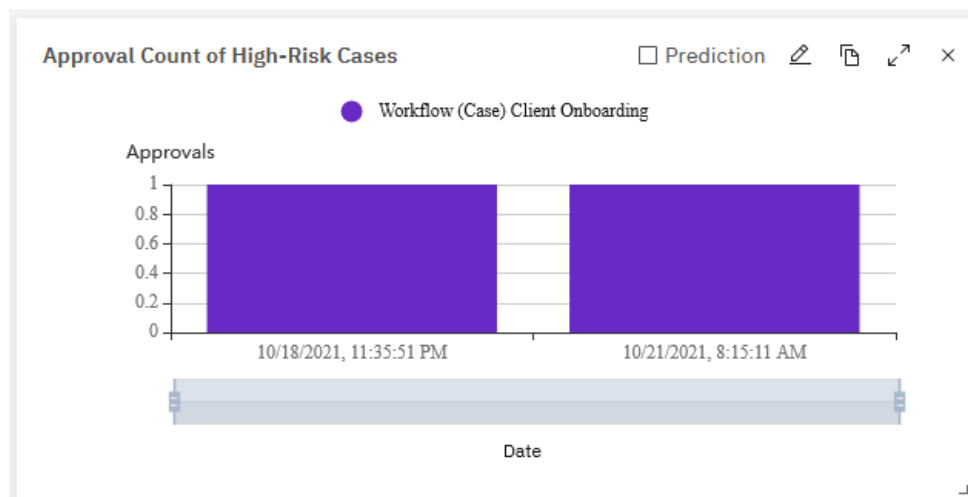 Approval Count of High-Risk Cases
Prediction
Workflow (Case) Client Onboarding
Approvals
1
0.8
0.6
0.4
0.2
0
10/18/2021, 11:35:51 PM
10/21/2021, 8:15:11 AM
Date